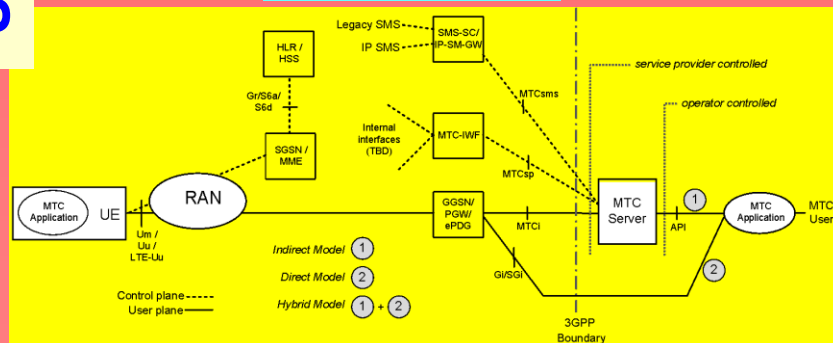 Legacy SMS
IP SMS
SMS-SC/
IP-SM-GW
HLR /
HSS
Gr/S6a/
S6d
SGSN /
MME
Internal
interfaces
(TBD)
MTC-IWF
MTCsms
MTCsp
service provider controlled
operator controlled
MTC
Application
UE
Um /
Uu /
LTE-Uu
RAN
GGSN/
PGW/
ePDG
MTCi
Gi/SGi
MTC
Server
API
1
2
MTC
Application
MTC
User
Indirect Model 1
Direct Model 2
Hybrid Model 1 + 2
Control plane
User plane
3GPP
Boundary